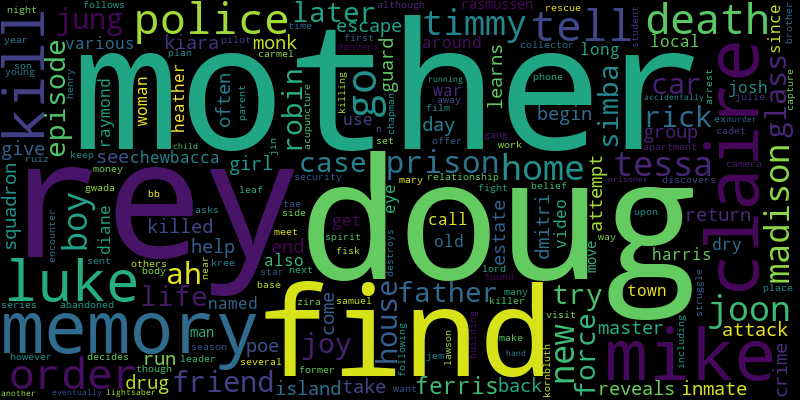 night follows police later timmy tell rasmussen rescue death
kill jung various escape although
year kiara pilot monk time around collector student local since brother
son plan carmel first danvers long
young episode raymond woman heather often robin go guard learns simba car josh glass
henry mother running phone accidentally arrest julie capture
parent acupuncture killing chapman away film war day begin rick group exmurder cadet
give ruiz keep see chewbacca child jin use n set offer gang work apartment camera
squadron money girl case prison home tessa madison claire
boy gwada bb leaf security mary relationship fight belief attempt prisoner discovers
rey doug
diane asks tae side eye call old estate dmitri video upon return
encounter killed help meet get spirit end fisk move way harris dry
luke sent others body near kree also star next destroys lord town struggle place
series abandoned life ah base zira samuel house father many killer found try joon
memory named come following new force visit master attack
man season poe joy find building make mike including crime
however decides run leader several jem lawson hand kornbluth reveals inmate
order though drug friend former island take want ferris back
another eventually lightsaber